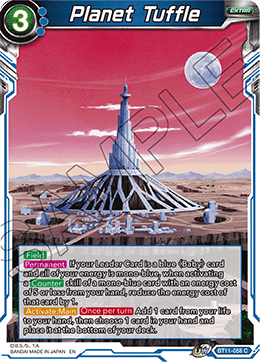 3
Planet Tuffle
EXTRA
SAMPLE
Field
Permanent If your Leader Card is a blue 《Baby》 card
and all of your energy is mono-blue, when activating
a Counter skill of a mono-blue card with an energy cost
of 5 or less from your hand, reduce the energy cost of
that card by 1.
Activate:Main Once per turn Add 1 card from your life
to your hand, then choose 1 card in your hand and
place it at the bottom of your deck.
©B.S./S., T.A.
BANDAI MADE IN JAPAN EN
BT11-058 C